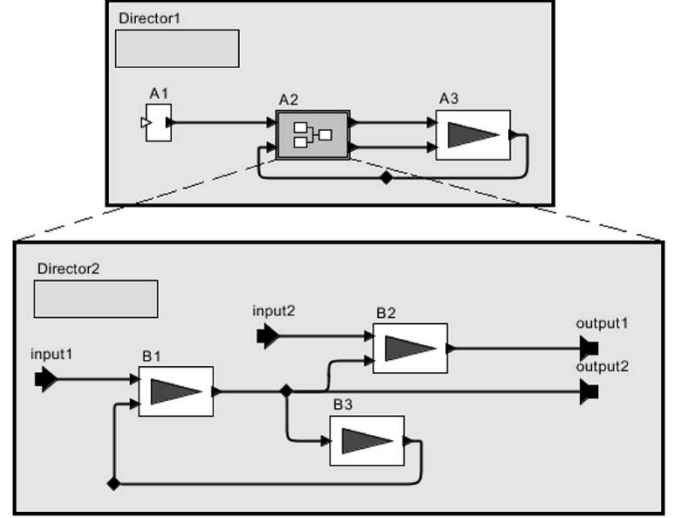 Director1
A1
A2
A3
Director2
input2
B2
output1
input1
B1
output2
B3